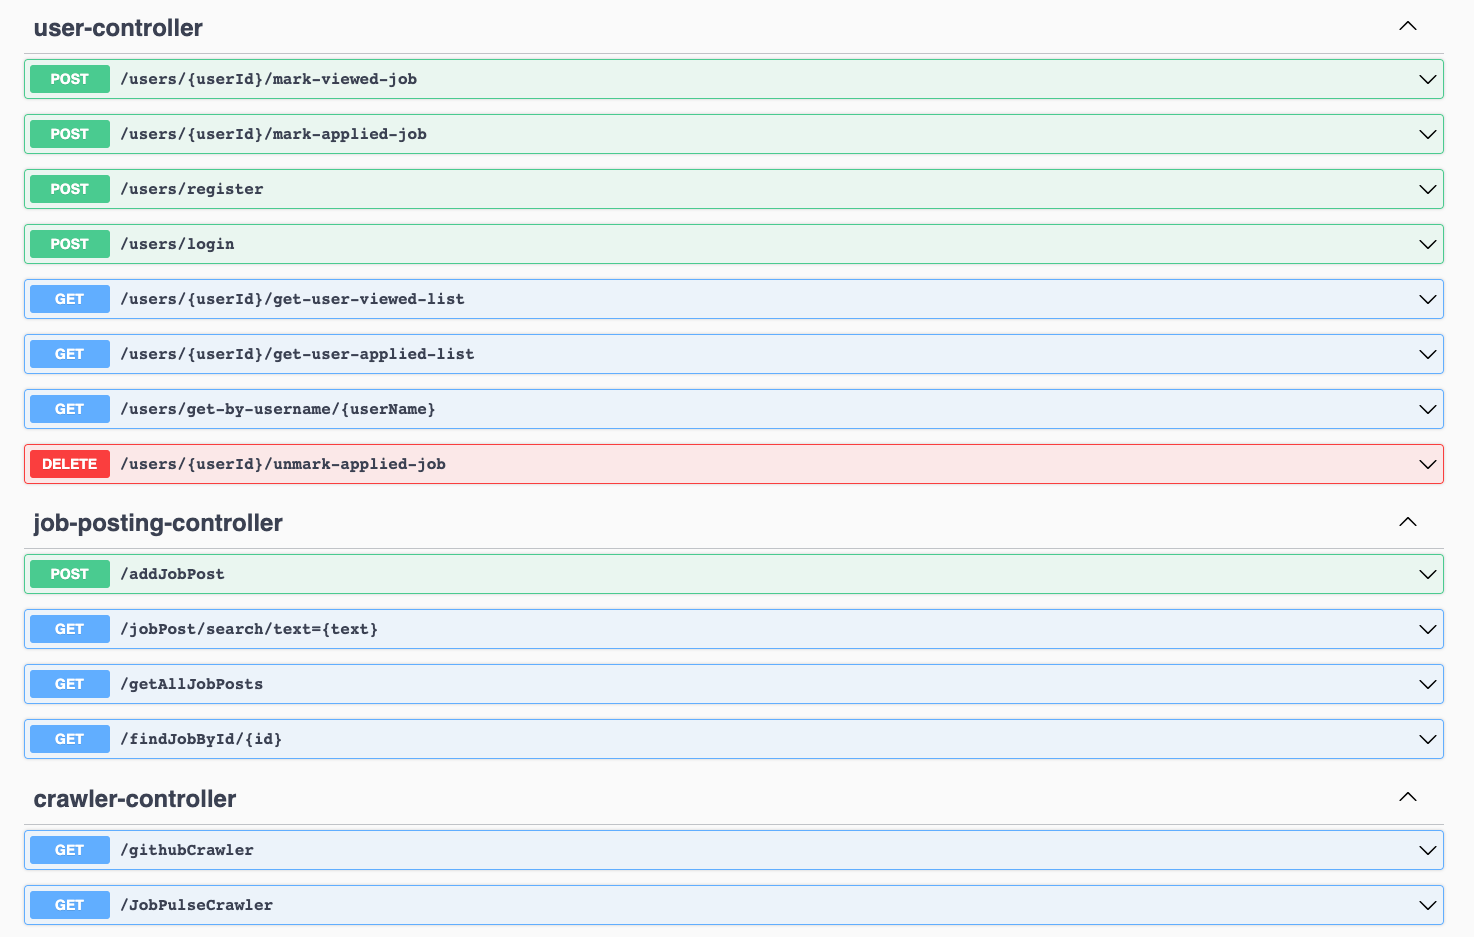 user-controller
POST /users/{userId}/mark-viewed-job
POST /users/{userId}/mark-applied-job
POST /users/register
POST /users/login
GET /users/{userId}/get-user-viewed-list
GET /users/{userId}/get-user-applied-list
GET /users/get-by-username/{userName}
DELETE /users/{userId}/unmark-applied-job
job-posting-controller
POST /addJobPost
GET /jobPost/search/text={text}
GET /getAllJobPosts
GET /findJobById/{id}
crawler-controller
GET /githubCrawler
GET /JobPulseCrawler